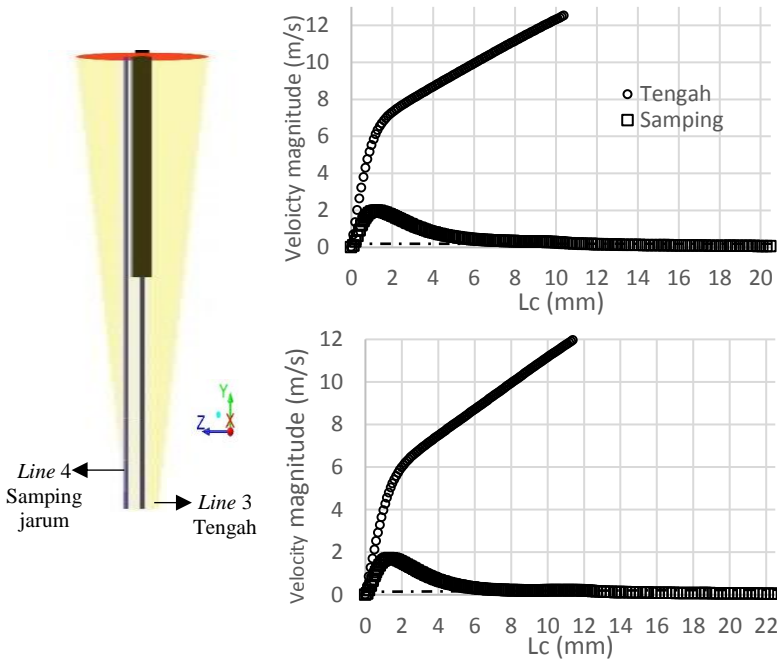 Y
Z
X
Line 4
Samping
jarum
Line 3
Tengah
Veloicty magnitude (m/s)
12
10
8
6
4
2
0
Tengah
Samping
0 2 4 6 8 10 12 14 16 18 20
Lc (mm)
Velocity magnitude (m/s)
12
10
8
6
4
2
0
0 2 4 6 8 10 12 14 16 18 20 22
Lc (mm)